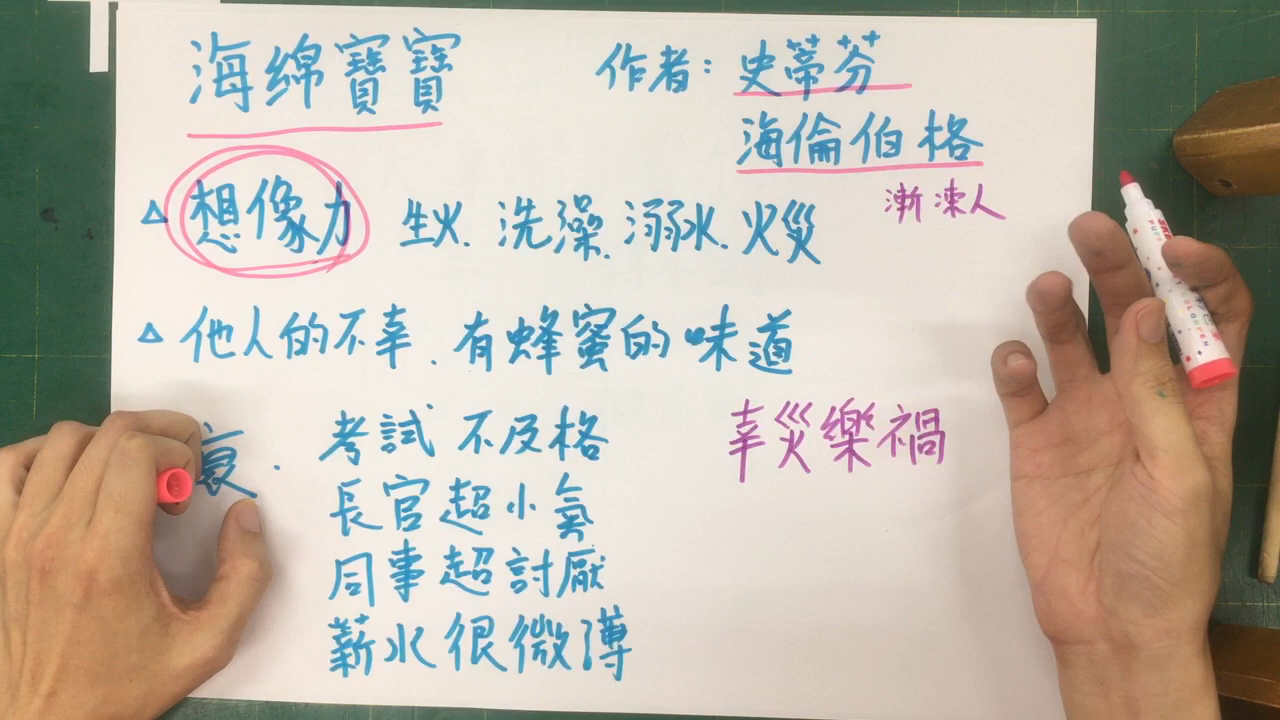 海綿寶寶
作者：史蒂芬
海倫伯格
漸凍人
△ 想像力 生火.洗澡.溺水.火災
△ 他人的不幸.有蜂蜜的味道
衰. 考試不及格
長官超小氣
同事超討厭
薪水很微薄
幸災樂禍